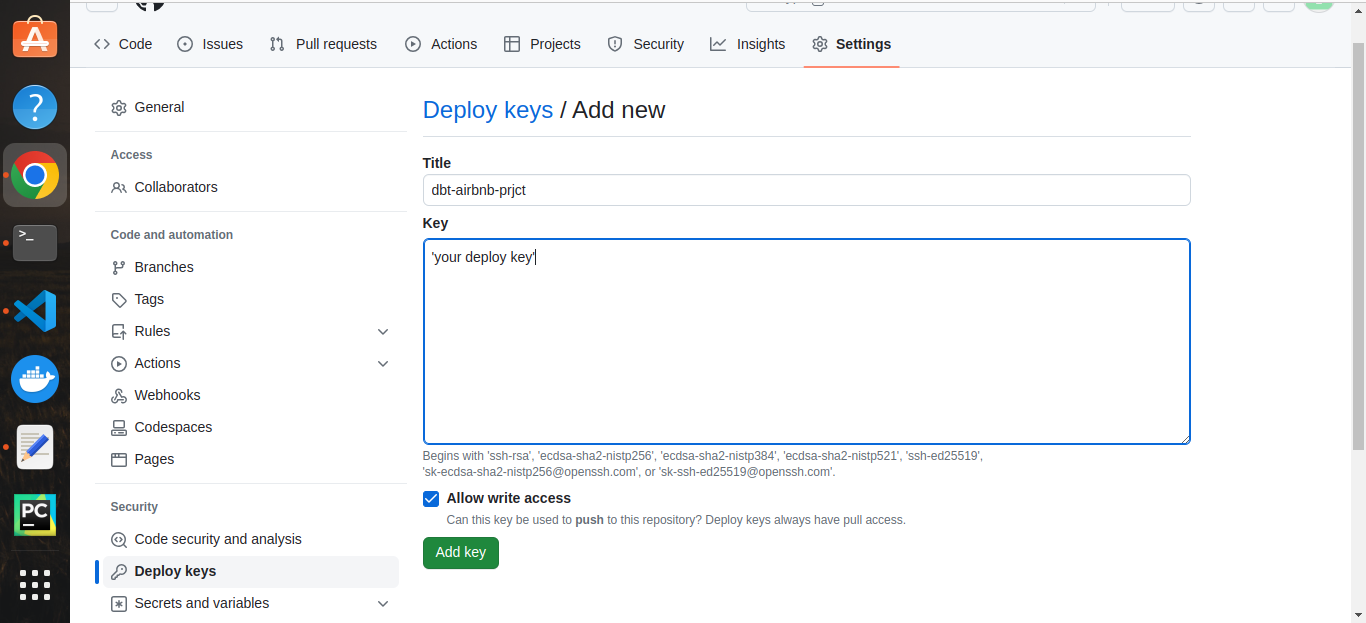 Code
Issues
Pull requests
Actions
Projects
Security
Insights
Settings
General
Access
Collaborators
Code and automation
Branches
Tags
Rules
Actions
Webhooks
Codespaces
Pages
Security
Code security and analysis
Deploy keys
Secrets and variables
Deploy keys / Add new
Title
dbt-airbnb-prjct
Key
'your deploy key'
Begins with 'ssh-rsa', 'ecdsa-sha2-nistp256', 'ecdsa-sha2-nistp384', 'ecdsa-sha2-nistp521', 'ssh-ed25519',
'sk-ecdsa-sha2-nistp256@openssh.com', or 'sk-ssh-ed25519@openssh.com'.
Allow write access
Can this key be used to push to this repository? Deploy keys always have pull access.
Add key
A
?
>_
PC